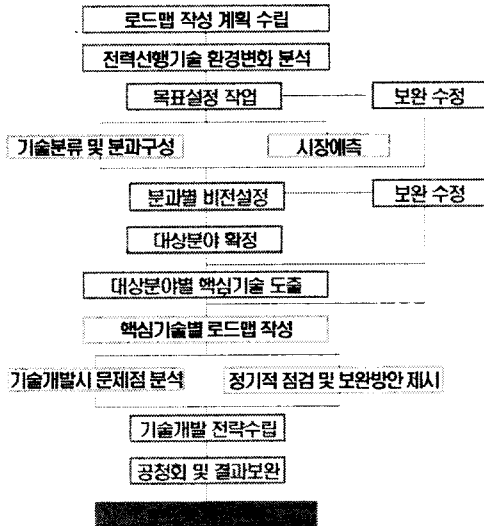 로드맵 작성 계획 수립
전력선행기술 환경변화 분석
목표설정 작업
보완 수정
기술분류 및 분과구성
시장예측
분과별 비전설정
보완 수정
대상분야 확정
대상분야별 핵심기술 도출
핵심기술별 로드맵 작성
기술개발시 문제점 분석
정기적 점검 및 보완방안 제시
기술개발 전략수립
공청회 및 결과보완